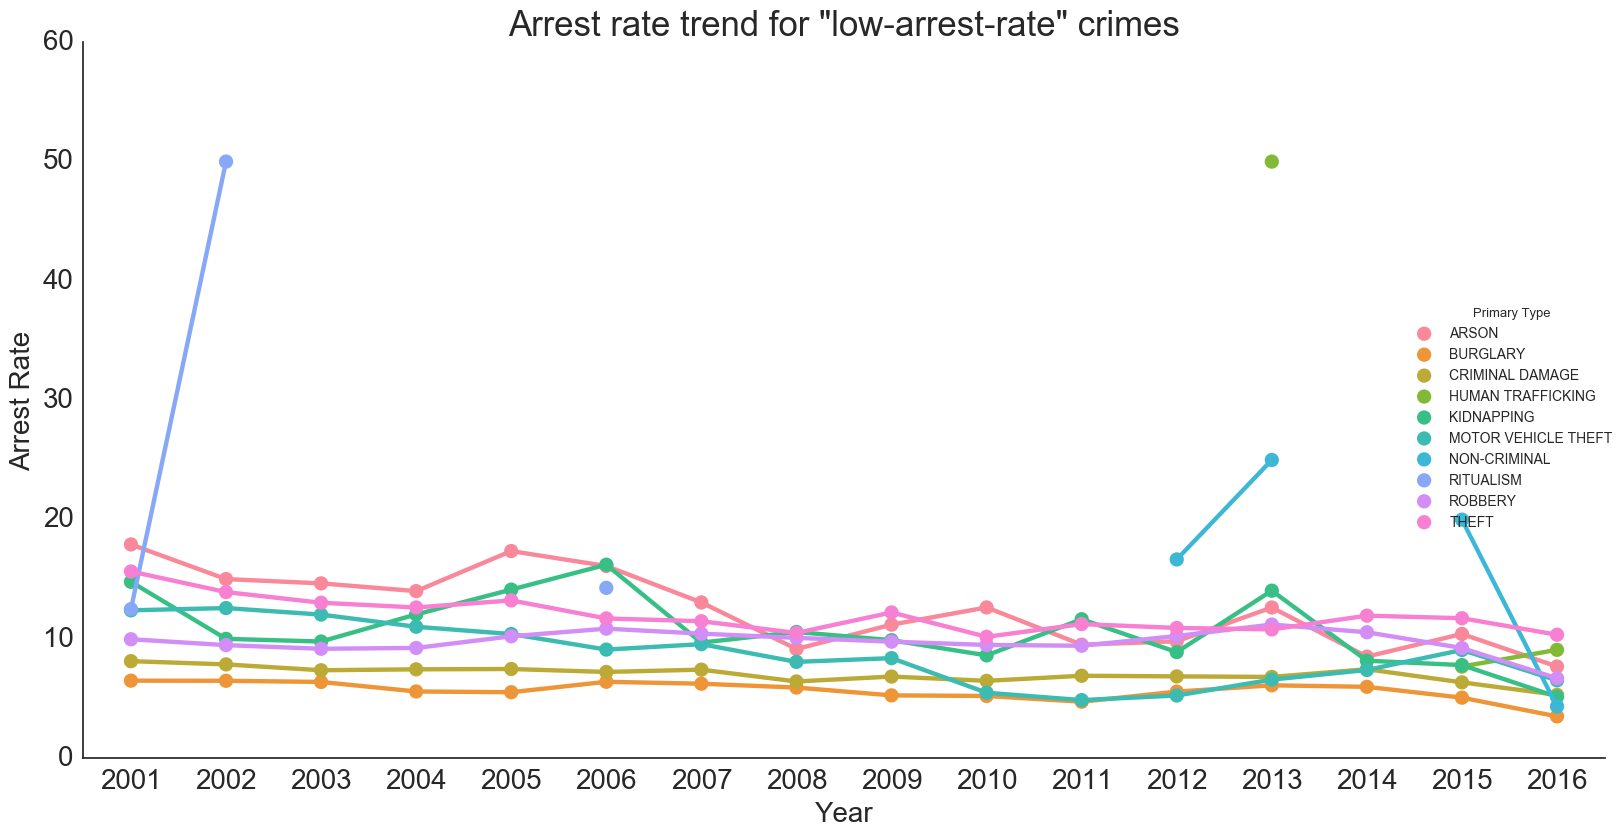 Arrest rate trend for "low-arrest-rate" crimes
60
50
40
30
20
10
0
Arrest Rate
Primary Type
ARSON
BURGLARY
CRIMINAL DAMAGE
HUMAN TRAFFICKING
KIDNAPPING
MOTOR VEHICLE THEFT
NON-CRIMINAL
RITUALISM
ROBBERY
THEFT
2001 2002 2003 2004 2005 2006 2007 2008 2009 2010 2011 2012 2013 2014 2015 2016
Year